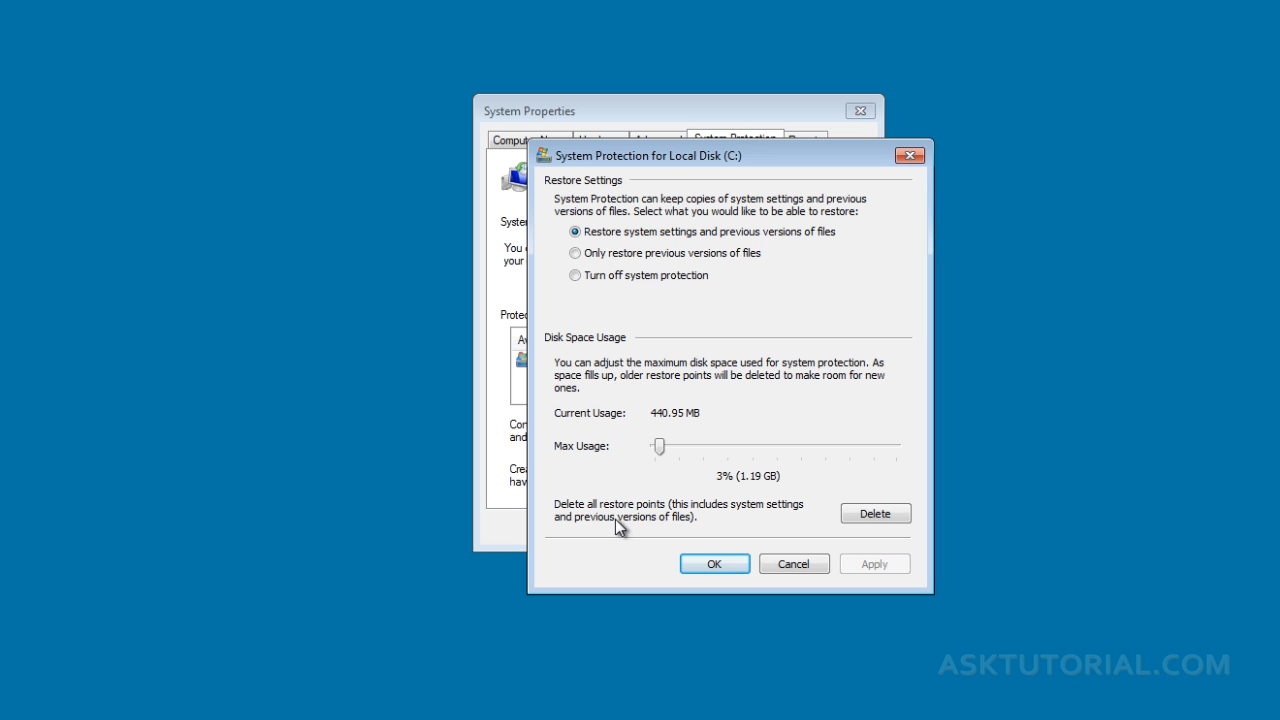 System Properties
System Protection for Local Disk (C:)
Restore Settings
System Protection can keep copies of system settings and previous
versions of files. Select what you would like to be able to restore:
Restore system settings and previous versions of files
Only restore previous versions of files
Turn off system protection
You
your
Disk Space Usage
You can adjust the maximum disk space used for system protection. As
space fills up, older restore points will be deleted to make room for new
ones.
Current Usage: 440.95 MB
Max Usage:
3% (1.19 GB)
and
Delete all restore points (this includes system settings
and previous versions of files).
Delete
OK Cancel Apply
ASKTUTORIAL.COM